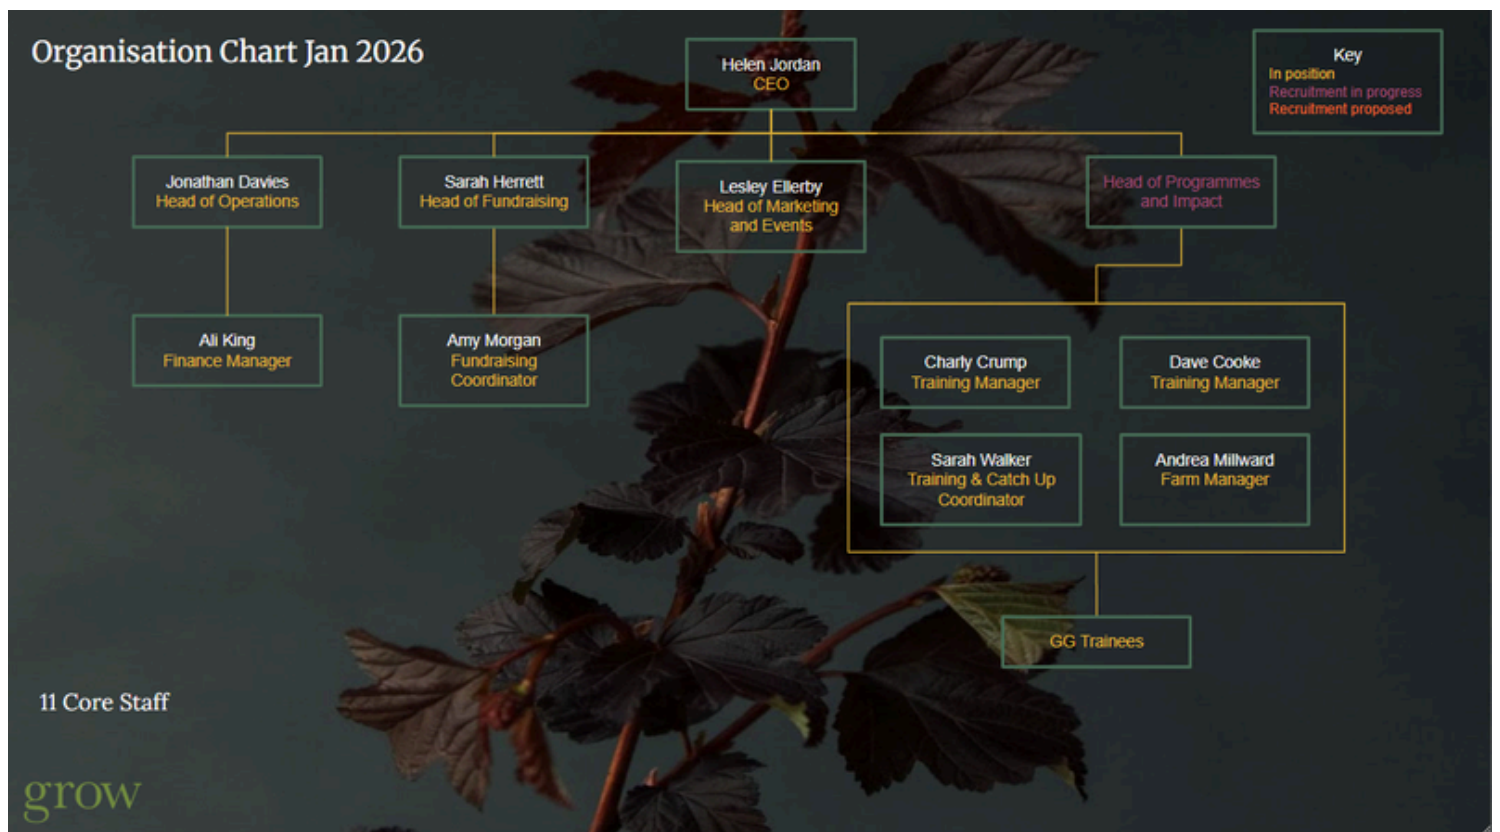 Organisation Chart Jan 2026
Helen Jordan
CEO
Key
In position
Recruitment in progress
Recruitment proposed
Jonathan Davies
Head of Operations
Sarah Herrett
Head of Fundraising
Lesley Ellerby
Head of Marketing
and Events
Head of Programmes
and Impact
Ali King
Finance Manager
Amy Morgan
Fundraising
Coordinator
Charly Crump
Training Manager
Dave Cooke
Training Manager
Sarah Walker
Training & Catch Up
Coordinator
Andrea Millward
Farm Manager
GG Trainees
11 Core Staff
grow